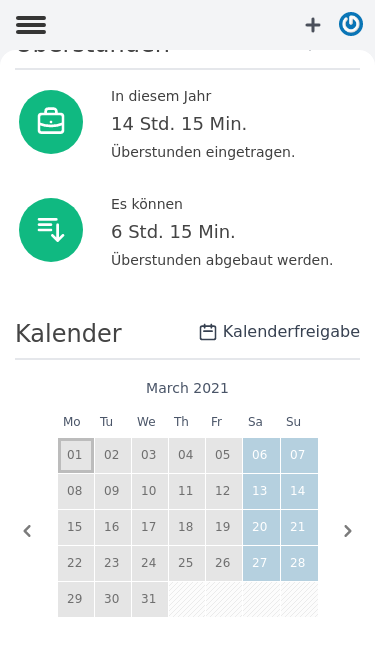 Überstunden
In diesem Jahr
14 Std. 15 Min.
Überstunden eingetragen.
Es können
6 Std. 15 Min.
Überstunden abgebaut werden.
Kalender
Kalenderfreigabe
March 2021
Mo Tu We Th Fr Sa Su
01 02 03 04 05 06 07
08 09 10 11 12 13 14
15 16 17 18 19 20 21
22 23 24 25 26 27 28
29 30 31